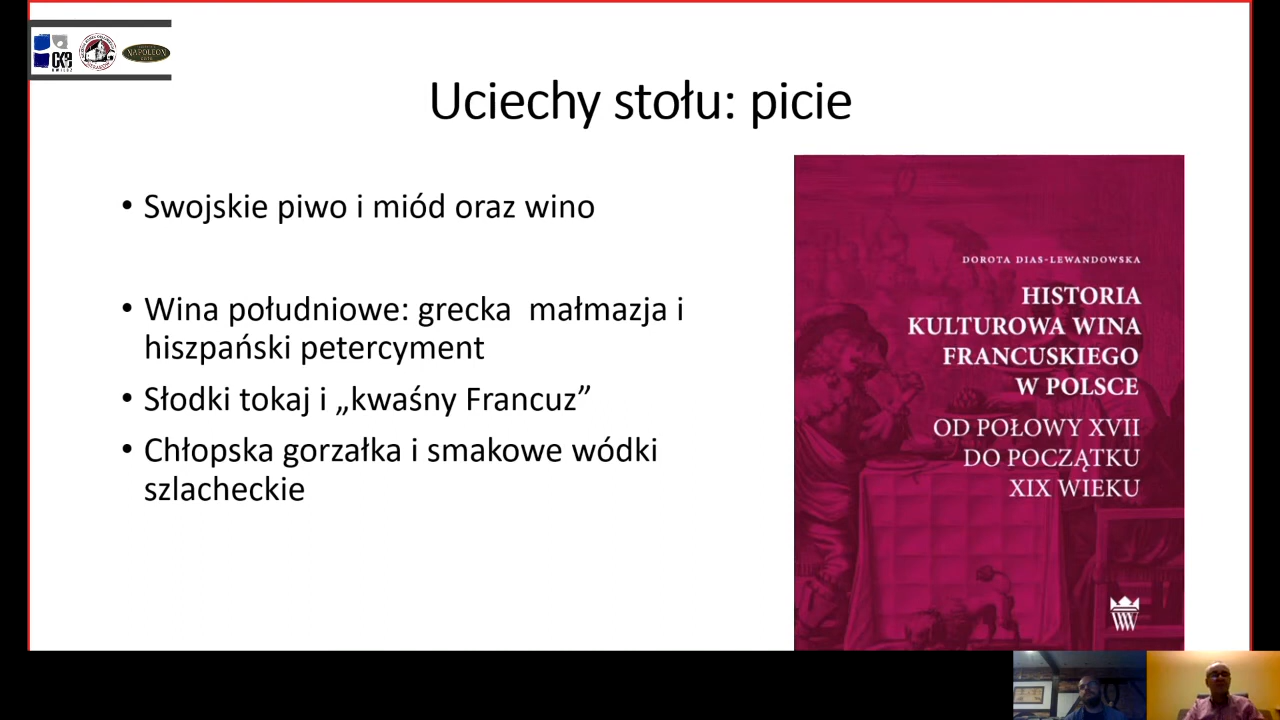 cke
NAPOLEON
Uciechy stołu: picie
• Swojskie piwo i miód oraz wino
• Wina południowe: grecka  małmazja i
hiszpański petercyment
• Słodki tokaj i „kwaśny Francuz”
• Chłopska gorzałka i smakowe wódki
szlacheckie
DOROTA DIAS-LEWANDOWSKA
HISTORIA
KULTUROWA WINA
FRANCUSKIEGO
W POLSCE
OD POŁOWY XVII
DO POCZĄTKU
XIX WIEKU